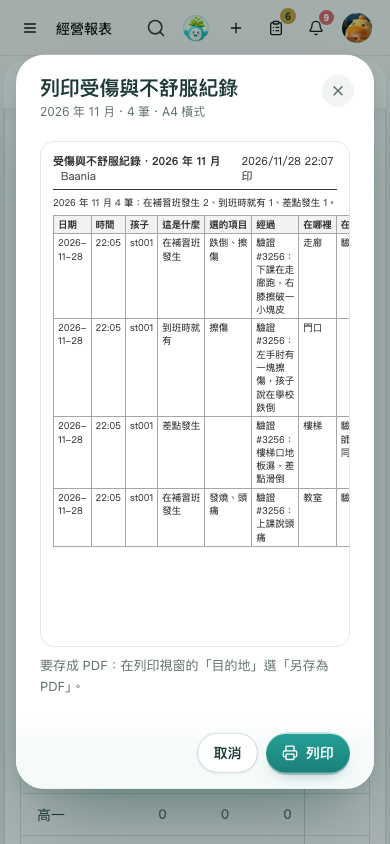 經營報表
6
9
列印受傷與不舒服紀錄
2026 年 11 月・4 筆・A4 橫式
受傷與不舒服紀錄・2026 年 11 月
Baania
2026/11/28 22:07
印
2026 年 11 月 4 筆：在補習班發生 2、到班時就有 1、差點發生 1。
日期 時間 孩子 這是什麼 選的項目 經過 在哪裡 在
2026–11–28 22:05 st001 在補習班發生 跌倒、擦傷 驗證 #3256：下課在走廊跑，右膝擦破一小塊皮 走廊
2026–11–28 22:05 st001 到班時就有 擦傷 驗證 #3256：左手肘有一塊擦傷，孩子說在學校跌倒 門口
2026–11–28 22:05 st001 差點發生 驗證 #3256：樓梯口地板濕，差點滑倒 樓梯
2026–11–28 22:05 st001 在補習班發生 發燒、頭痛 驗證 #3256：上課說頭痛 教室
要存成 PDF：在列印視窗的「目的地」選「另存為
PDF」。
取消
列印
高一 0 0 0